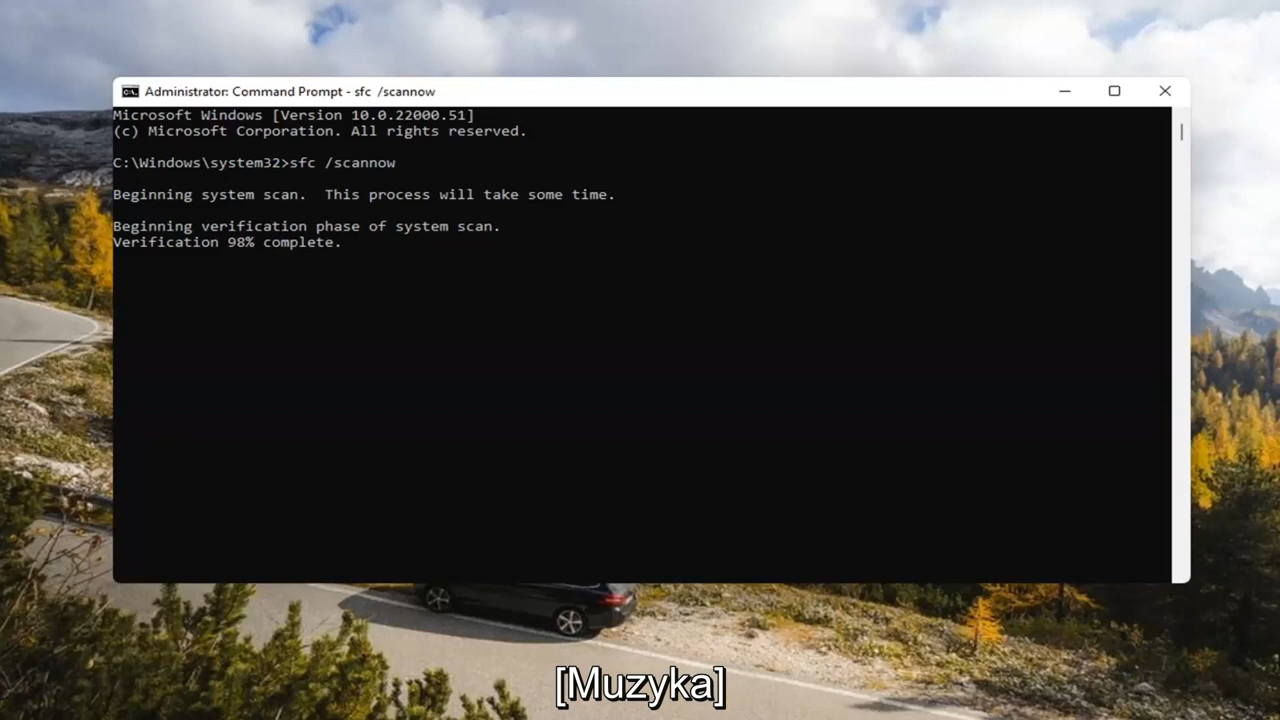 Administrator: Command Prompt - sfc /scannow
Microsoft Windows [Version 10.0.22000.51]
(c) Microsoft Corporation. All rights reserved.
C:\Windows\system32>sfc /scannow
Beginning system scan.  This process will take some time.
Beginning verification phase of system scan.
Verification 98% complete.
[Muzyka]